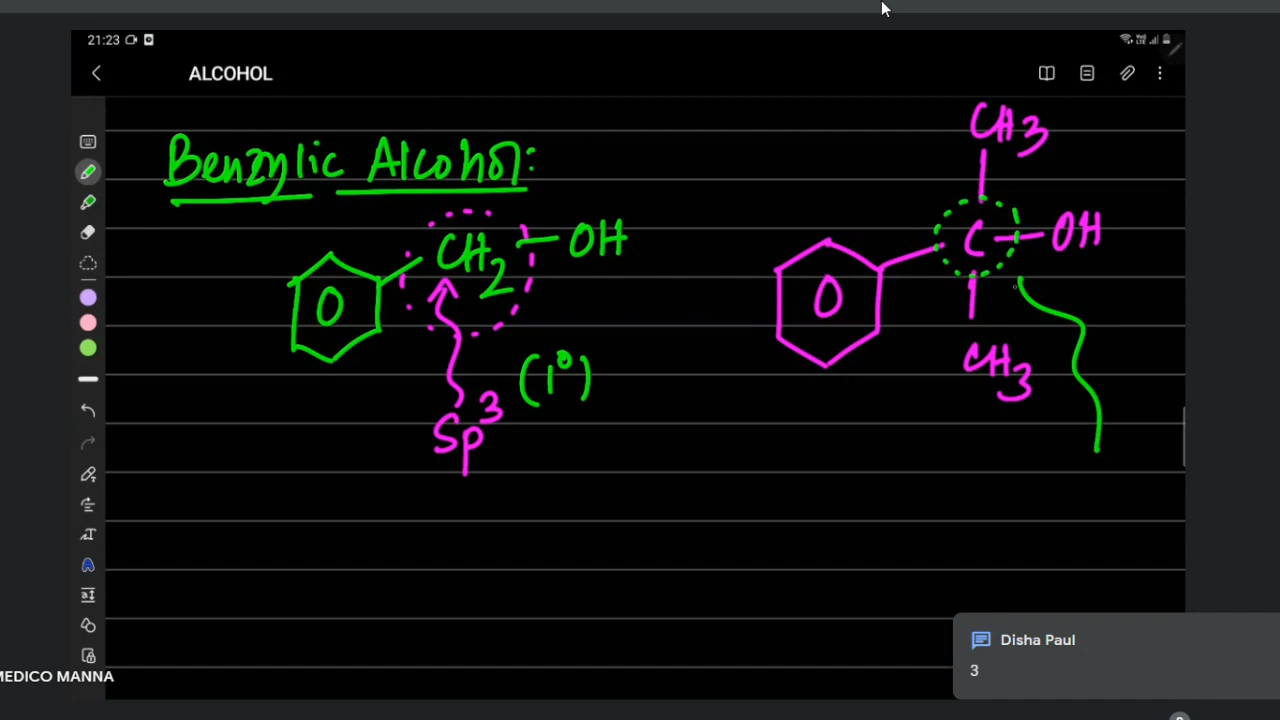 21:23
ALCOHOL
Benzylic Alcohol:
CH2 — OH
(1°)
Sp3
CH3
C — OH
CH3
Disha Paul
3
MEDICO MANNA